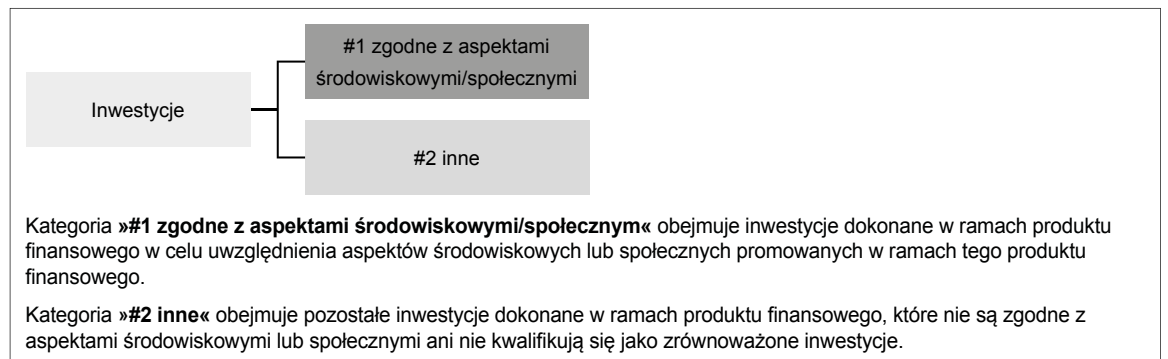 #1 zgodne z aspektami
środowiskowymi/społecznymi
Inwestycje
#2 inne
Kategoria »#1 zgodne z aspektami środowiskowymi/społecznym« obejmuje inwestycje dokonane w ramach produktu
finansowego w celu uwzględnienia aspektów środowiskowych lub społecznych promowanych w ramach tego produktu
finansowego.
Kategoria »#2 inne« obejmuje pozostałe inwestycje dokonane w ramach produktu finansowego, które nie są zgodne z
aspektami środowiskowymi lub społecznymi ani nie kwalifikują się jako zrównoważone inwestycje.